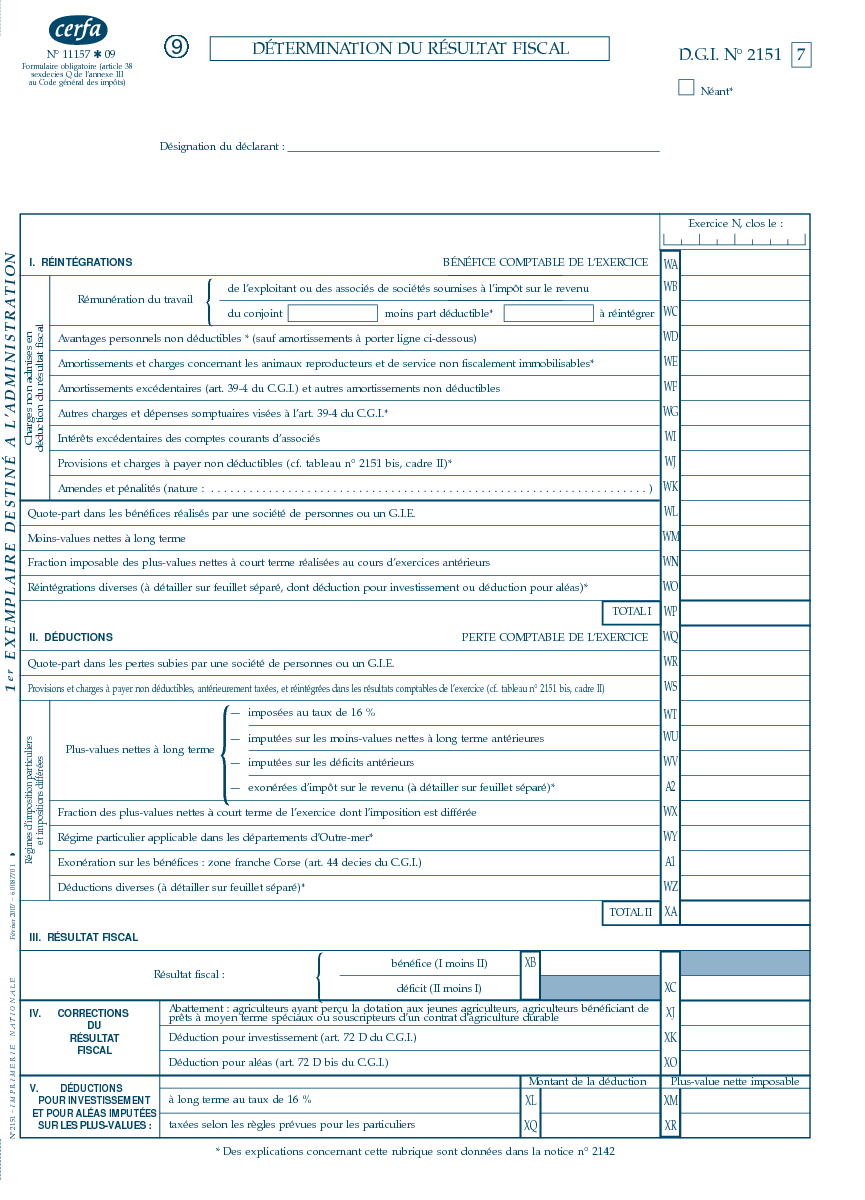 cerfa
N° 11157 ✱ 09
Formulaire obligatoire (article 38
sexdecies Q de l'annexe III
au Code général des impôts)
9
DÉTERMINATION DU RÉSULTAT FISCAL
D.G.I. N° 2151 7
Néant*
Désignation du déclarant :
Exercice N, clos le :
1er EXEMPLAIRE DESTINÉ A L'ADMINISTRATION
I. RÉINTÉGRATIONS BÉNÉFICE COMPTABLE DE L'EXERCICE WA
Charges non admises en
déduction du résultat fiscal
Rémunération du travail
de l'exploitant ou des associés de sociétés soumises à l'impôt sur le revenu WB
du conjoint moins part déductible* à réintégrer WC
Avantages personnels non déductibles * (sauf amortissements à porter ligne ci-dessous) WD
Amortissements et charges concernant les animaux reproducteurs et de service non fiscalement immobilisables* WE
Amortissements excédentaires (art. 39-4 du C.G.I.) et autres amortissements non déductibles WF
Autres charges et dépenses somptuaires visées à l'art. 39-4 du C.G.I.* WG
Intérêts excédentaires des comptes courants d'associés WI
Provisions et charges à payer non déductibles (cf. tableau n° 2151 bis, cadre II)* WJ
Amendes et pénalités (nature : . . . . . . . . . . . . . . . . . . . . . . . . . . . . . . ) WK
Quote-part dans les bénéfices réalisés par une société de personnes ou un G.I.E. WL
Moins-values nettes à long terme WM
Fraction imposable des plus-values nettes à court terme réalisées au cours d'exercices antérieurs WN
Réintégrations diverses (à détailler sur feuillet séparé, dont déduction pour investissement ou déduction pour aléas)* WO
TOTAL I WP
II. DÉDUCTIONS PERTE COMPTABLE DE L'EXERCICE WQ
Quote-part dans les pertes subies par une société de personnes ou un G.I.E. WR
Provisions et charges à payer non déductibles, antérieurement taxées, et réintégrées dans les résultats comptables de l'exercice (cf. tableau n° 2151 bis, cadre II) WS
Régimes d'imposition particuliers
et impositions différées
Plus-values nettes à long terme
— imposées au taux de 16 % WT
— imputées sur les moins-values nettes à long terme antérieures WU
— imputées sur les déficits antérieurs WV
— exonérées d'impôt sur le revenu (à détailler sur feuillet séparé)* A2
Fraction des plus-values nettes à court terme de l'exercice dont l'imposition est différée WX
Régime particulier applicable dans les départements d'Outre-mer* WY
Exonération sur les bénéfices : zone franche Corse (art. 44 decies du C.G.I.) A1
Déductions diverses (à détailler sur feuillet séparé)* WZ
TOTAL II XA
III. RÉSULTAT FISCAL
Résultat fiscal :
bénéfice (I moins II) XB
déficit (II moins I) XC
IV. CORRECTIONS
DU
RÉSULTAT
FISCAL
Abattement : agriculteurs ayant perçu la dotation aux jeunes agriculteurs, agriculteurs bénéficiant de
prêts à moyen terme spéciaux ou souscripteurs d'un contrat d'agriculture durable XJ
Déduction pour investissement (art. 72 D du C.G.I.) XK
Déduction pour aléas (art. 72 D bis du C.G.I.) XO
V. DÉDUCTIONS
POUR INVESTISSEMENT
ET POUR ALÉAS IMPUTÉES
SUR LES PLUS-VALUES :
Montant de la déduction Plus-value nette imposable
à long terme au taux de 16 % XL XM
taxées selon les règles prévues pour les particuliers XQ XR
N° 2151 – IMPRIMERIE NATIONALE
* Des explications concernant cette rubrique sont données dans la notice n° 2142